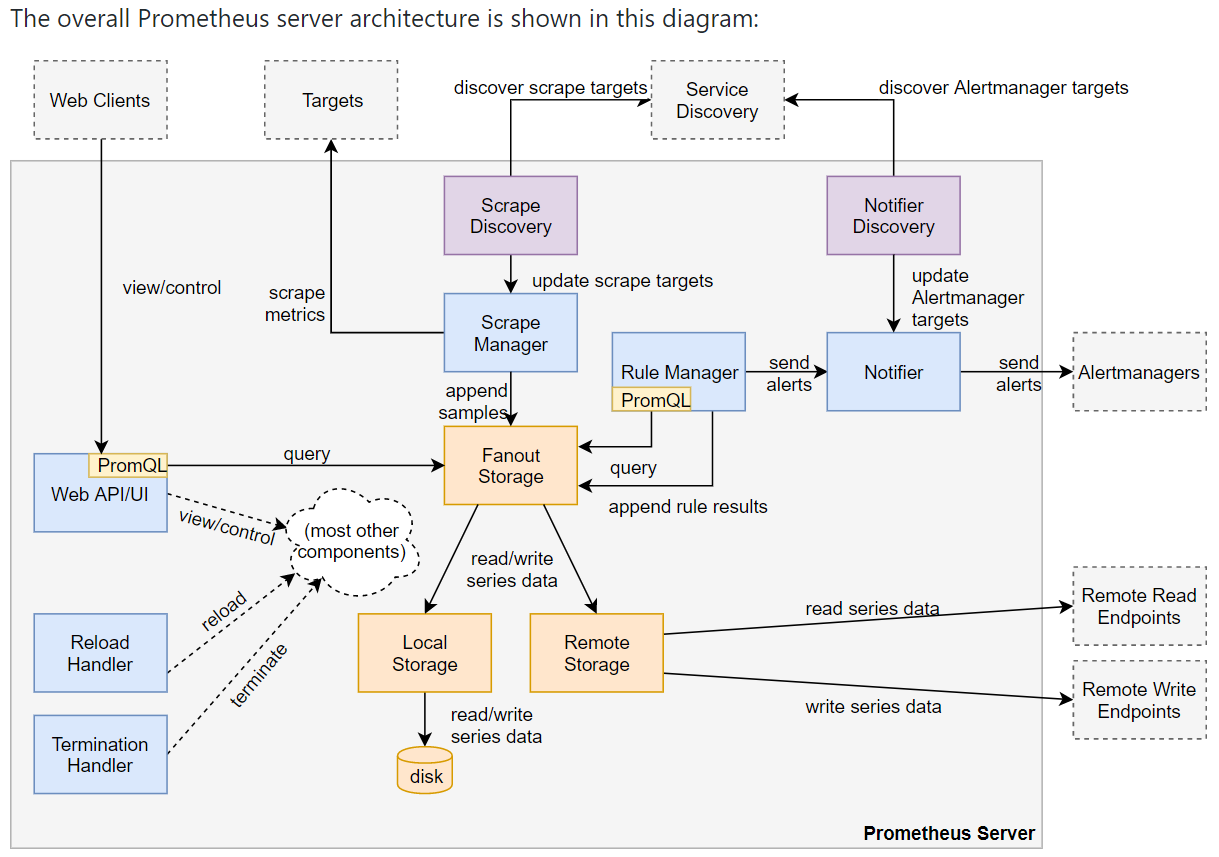 The overall Prometheus server architecture is shown in this diagram:
Web Clients
Targets
discover scrape targets
Service
Discovery
discover Alertmanager targets
Scrape
Discovery
Notifier
Discovery
view/control
scrape
metrics
update scrape targets
update
Alertmanager
targets
Scrape
Manager
Rule Manager
PromQL
send
alerts
Notifier
send
alerts
Alertmanagers
append
samples
PromQL
Web API/UI
query
Fanout
Storage
query
append rule results
view/control
(most other
components)
read/write
series data
reload
terminate
Reload
Handler
Local
Storage
Remote
Storage
read series data
Remote Read
Endpoints
write series data
Remote Write
Endpoints
Termination
Handler
read/write
series data
disk
Prometheus Server